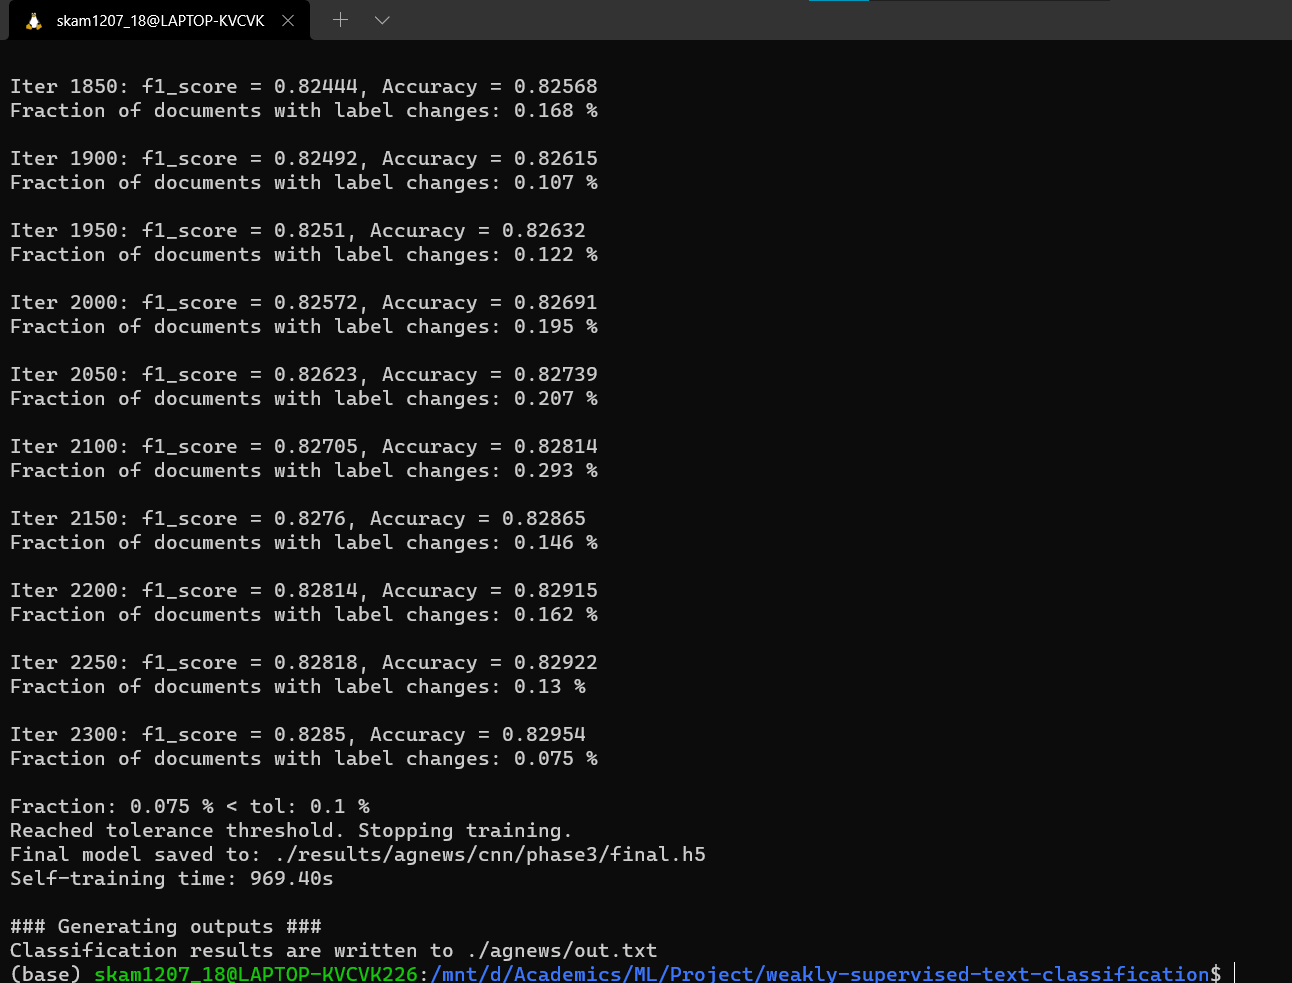 skam1207_18@LAPTOP-KVCVK
Iter 1850: f1_score = 0.82444, Accuracy = 0.82568
Fraction of documents with label changes: 0.168 %
Iter 1900: f1_score = 0.82492, Accuracy = 0.82615
Fraction of documents with label changes: 0.107 %
Iter 1950: f1_score = 0.8251, Accuracy = 0.82632
Fraction of documents with label changes: 0.122 %
Iter 2000: f1_score = 0.82572, Accuracy = 0.82691
Fraction of documents with label changes: 0.195 %
Iter 2050: f1_score = 0.82623, Accuracy = 0.82739
Fraction of documents with label changes: 0.207 %
Iter 2100: f1_score = 0.82705, Accuracy = 0.82814
Fraction of documents with label changes: 0.293 %
Iter 2150: f1_score = 0.8276, Accuracy = 0.82865
Fraction of documents with label changes: 0.146 %
Iter 2200: f1_score = 0.82814, Accuracy = 0.82915
Fraction of documents with label changes: 0.162 %
Iter 2250: f1_score = 0.82818, Accuracy = 0.82922
Fraction of documents with label changes: 0.13 %
Iter 2300: f1_score = 0.8285, Accuracy = 0.82954
Fraction of documents with label changes: 0.075 %
Fraction: 0.075 % < tol: 0.1 %
Reached tolerance threshold. Stopping training.
Final model saved to: ./results/agnews/cnn/phase3/final.h5
Self-training time: 969.40s
### Generating outputs ###
Classification results are written to ./agnews/out.txt
(base) skam1207_18@LAPTOP-KVCVK226:/mnt/d/Academics/ML/Project/weakly-supervised-text-classification$